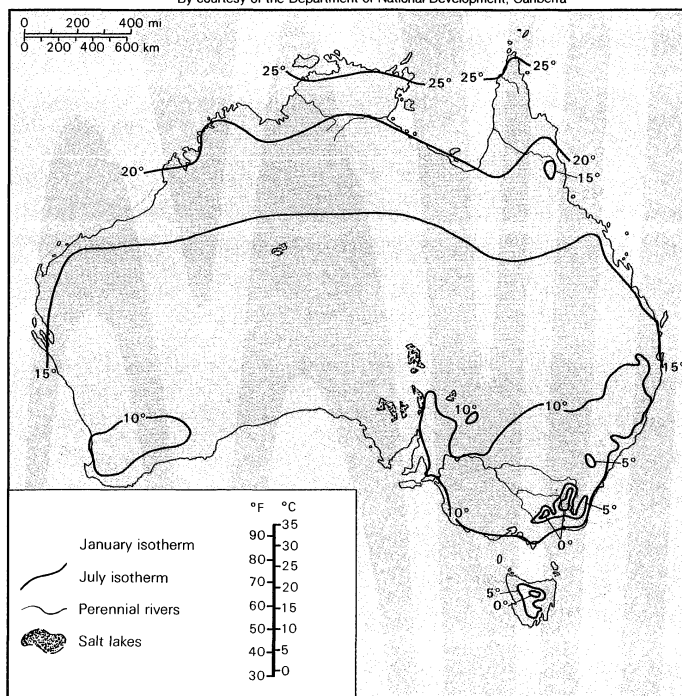 By courtesy of the Department of National Development, Canberra
0 200 400 mi
0 200 400 600 km
25° 25°
25° 25°
20° 20°
15°
15° 15°
10° 10° 10°
10°
5°
5°
0°
5°
0°
°F °C
35
90 30
80 25
70 20
60 15
50 10
40 5
30 0
January isotherm
July isotherm
Perennial rivers
Salt lakes